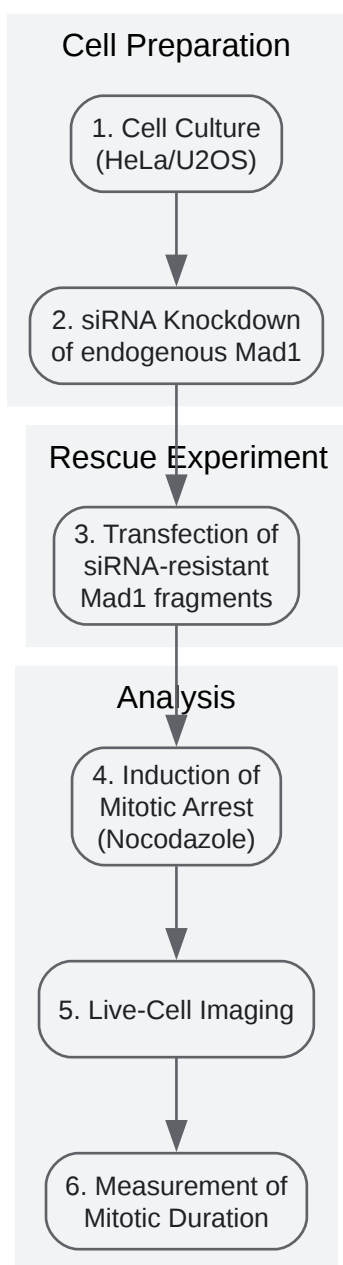 Cell Preparation
1. Cell Culture
(HeLa/U2OS)
2. siRNA Knockdown
of endogenous Mad1
Rescue Experiment
3. Transfection of
siRNA-resistant
Mad1 fragments
Analysis
4. Induction of
Mitotic Arrest
(Nocodazole)
5. Live-Cell Imaging
6. Measurement of
Mitotic Duration